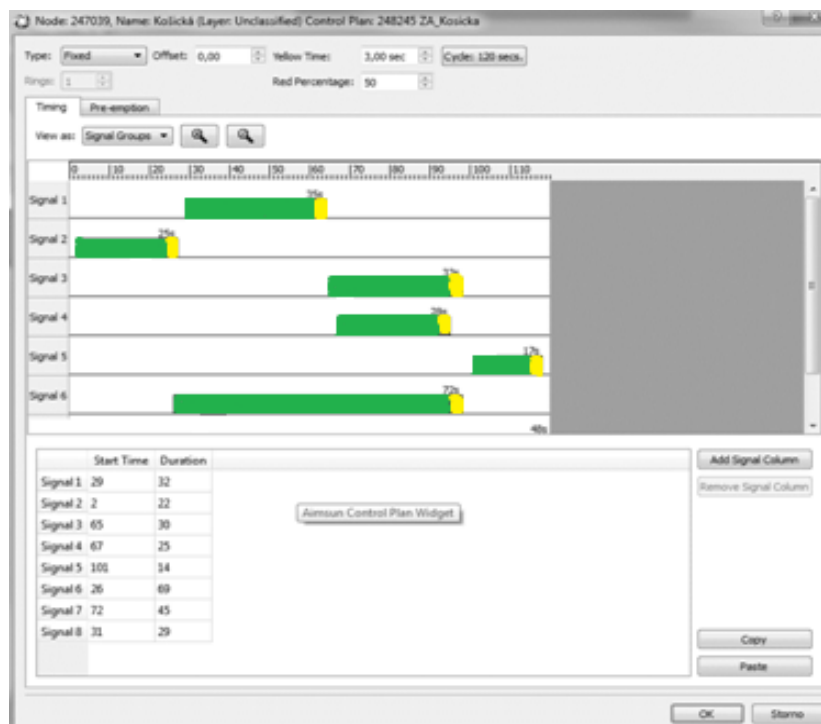 Node: 247039, Name: Košická (Layer: Unclassified) Control Plan: 248245 ZA_Kosicka
Type: Fixed Offset: 0,00 Yellow Time: 3,00 sec Cycle: 120 secs.
Rings: 1 Red Percentage: 50
Timing Pre-emption
View as: Signal Groups
0 |10 |20 |30 |40 |50 |60 |70 |80 |90 |100 |110
Signal 1 35s
Signal 2 25s
Signal 3 33s
Signal 4 28s
Signal 5 17s
Signal 6 72s
48s
Start Time Duration
Signal 1 29 32
Signal 2 2 22
Signal 3 65 30
Signal 4 67 25
Signal 5 101 14
Signal 6 26 69
Signal 7 72 45
Signal 8 31 29
Aimsun Control Plan Widget
Add Signal Column
Remove Signal Column
Copy
Paste
OK Storno